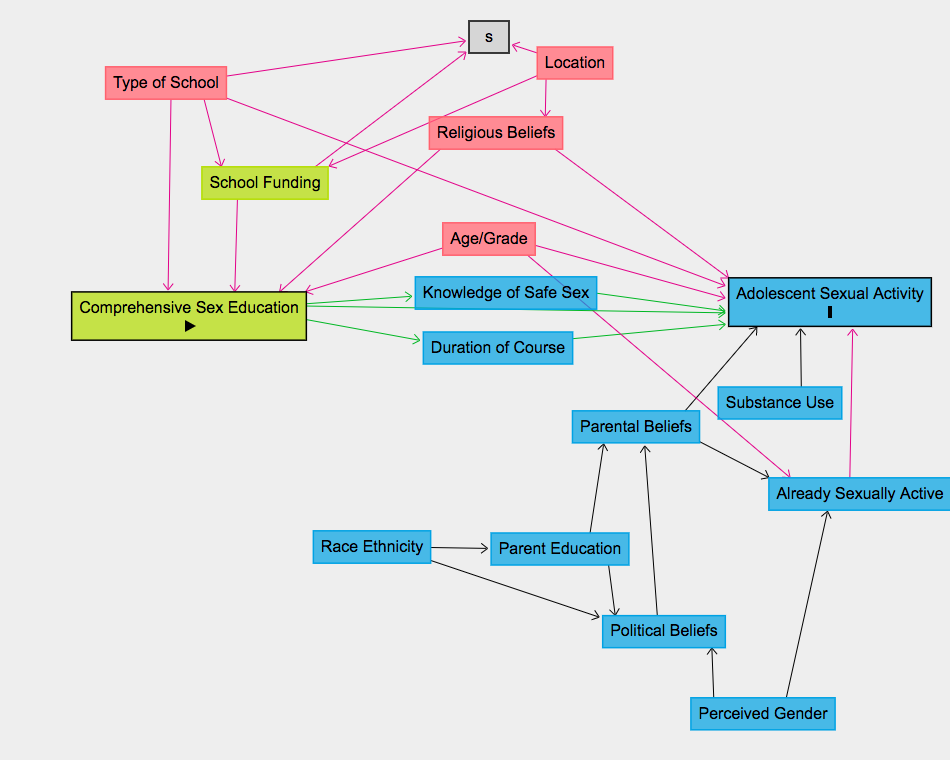 s
Location
Type of School
Religious Beliefs
School Funding
Age/Grade
Knowledge of Safe Sex
Adolescent Sexual Activity
Comprehensive Sex Education
Duration of Course
Substance Use
Parental Beliefs
Already Sexually Active
Race Ethnicity
Parent Education
Political Beliefs
Perceived Gender